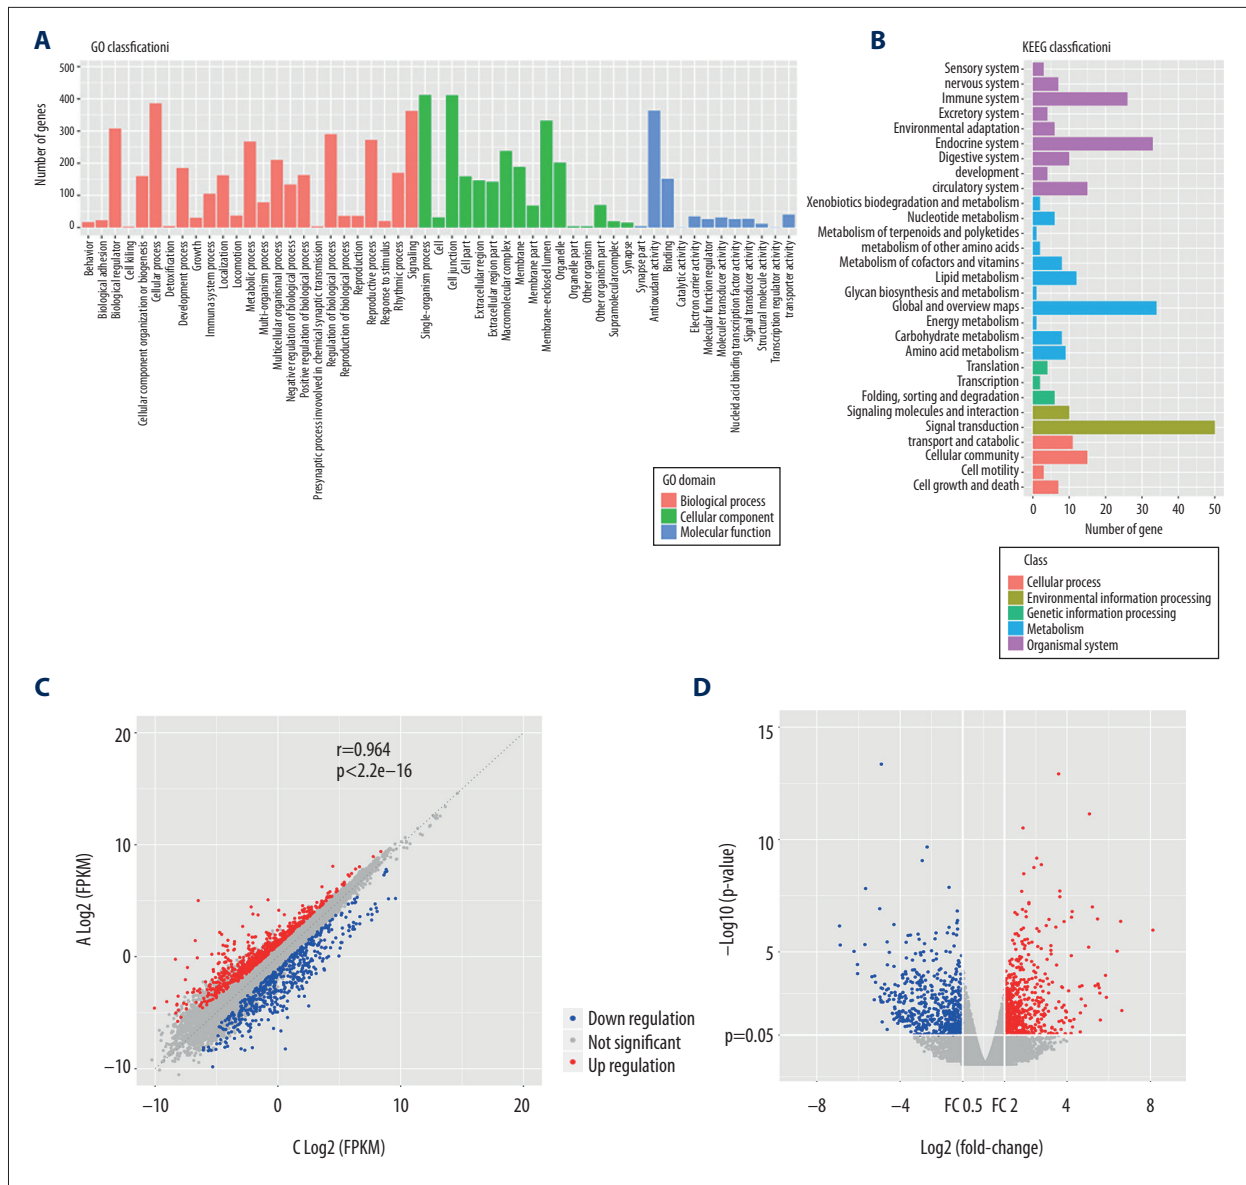 A
GO classficationi
Number of genes
500
400
300
200
100
0
Behavior
Biological adhesion
Biological regulator
Cell killing
Cellular component organization or biogenesis
Cellular process
Detoxification
Development process
Growth
Immuna system process
Localization
Locomotion
Metabolic process
Multi-organism process
Multicellular organismal process
Negative regulation of biological process
Positive regulation of biological process
Presynaptic process invovolved in chemical synaptic transmission
Regulation of biological process
Reproduction of biological process
Reproduction
Reproductive process
Response to stimulus
Rhythmic process
Signaling
Single-organism process
Cell
Cell junction
Cell part
Extracellular region
Extracellular region part
Macromolecular complex
Membrane
Membrane part
Membrane-enclosed lumen
Organelle
Organelle part
Other organism
Other organism part
Supramolecularcomplec
Synapse
Synapse part
Antioxudant activity
Binding
Catalytic activity
Electron carrier activity
Molecular function regulator
Moleculer transducer activity
Nucleid acid binding transcription factor activity
Signal transducer activity
Structural molecule activity
Transcription regulator activity
transporter activity
GO domain
Biological process
Cellular component
Molecular function
B
KEEG classficationi
Sensory system
nervous system
Immune system
Excretory system
Environmental adaptation
Endocrine system
Digestive system
development
circulatory system
Xenobiotics biodegradation and metabolism
Nucleotide metabolism
Metabolism of terpenoids and polyketides
metabolism of other amino acids
Metabolism of cofactors and vitamins
Lipid metabolism
Glycan biosynthesis and metabolism
Global and overview maps
Energy metabolism
Carbohydrate metabolism
Amino acid metabolism
Translation
Transcription
Folding, sorting and degradation
Signaling molecules and interaction
Signal transduction
transport and catabolic
Cellular community
Cell motility
Cell growth and death
0 10 20 30 40 50
Number of gene
Class
Cellular process
Environmental information processing
Genetic information processing
Metabolism
Organismal system
C
r=0.964
p<2.2e−16
A Log2 (FPKM)
20
10
0
−10
−10 0 10 20
C Log2 (FPKM)
Down regulation
Not significant
Up regulation
D
−Log10 (p-value)
15
10
5
p=0.05
−8 −4 FC 0.5 FC 2 4 8
Log2 (fold-change)